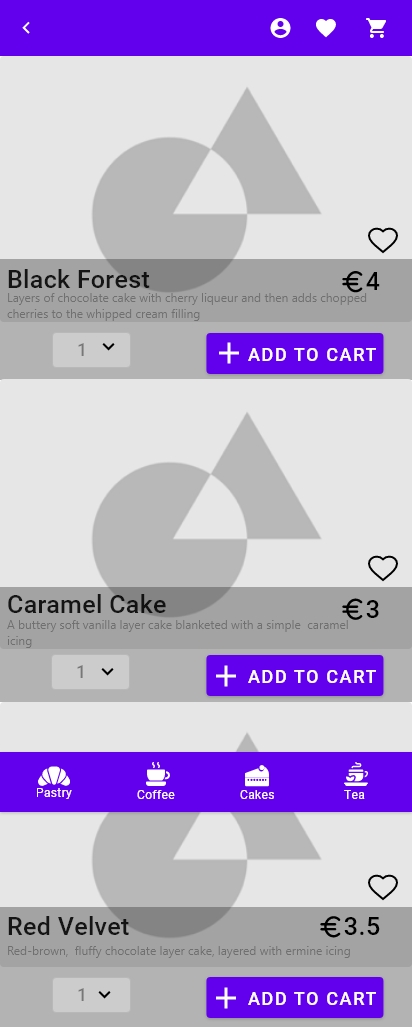 Black Forest
€4
Layers of chocolate cake with cherry liqueur and then adds chopped
cherries to the whipped cream filling
1
ADD TO CART
Caramel Cake
€3
A buttery soft vanilla layer cake blanketed with a simple  caramel
icing
1
ADD TO CART
Pastry
Coffee
Cakes
Tea
Red Velvet
€3.5
Red-brown,  fluffy chocolate layer cake, layered with ermine icing
1
ADD TO CART